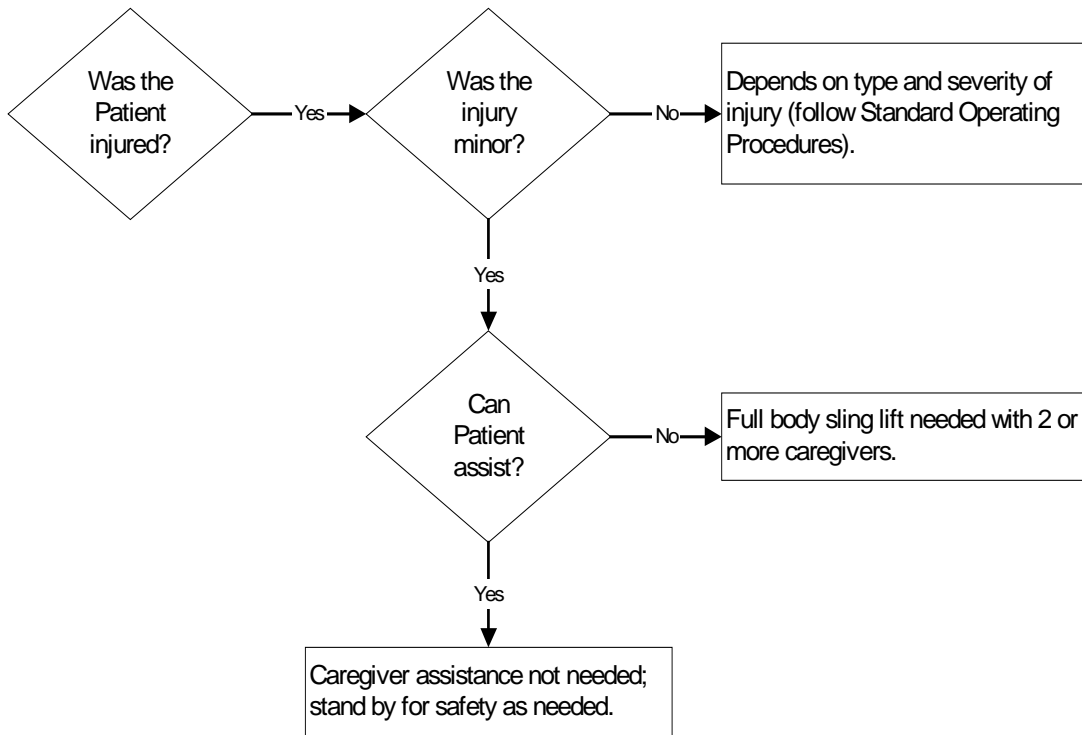 Was the
Patient
injured?
Yes
Was the
injury
minor?
No
Depends on type and severity of
injury (follow Standard Operating
Procedures).
Yes
Can
Patient
assist?
No
Full body sling lift needed with 2 or
more caregivers.
Yes
Caregiver assistance not needed;
stand by for safety as needed.